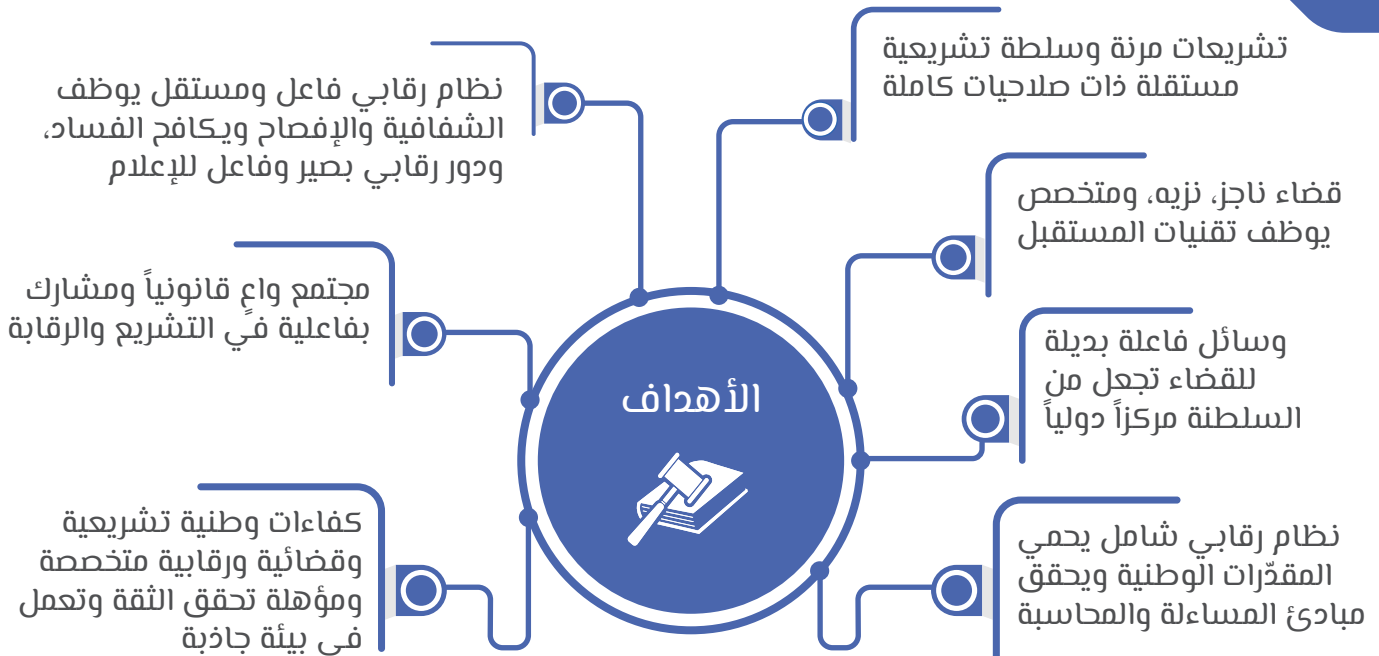 تشريعات مرنة وسلطة تشريعية
مستقلة ذات صلاحيات كاملة
قضاء ناجز، نزيه، ومتخصص
يوظف تقنيات المستقبل
وسائل فاعلة بديلة
للقضاء تجعل من
السلطنة مركزاً دولياً
نظام رقابي شامل يحمي
المقدّرات الوطنية ويحقق
مبادئ المساءلة والمحاسبة
نظام رقابي فاعل ومستقل يوظف
الشفافية والإفصاح ويكافح الفساد،
ودور رقابي بصير وفاعل للإعلام
مجتمع واعٍ قانونياً ومشارك
بفاعلية في التشريع والرقابة
كفاءات وطنية تشريعية
وقضائية ورقابية متخصصة
ومؤهلة تحقق الثقة وتعمل
في بيئة جاذبة
الأهداف